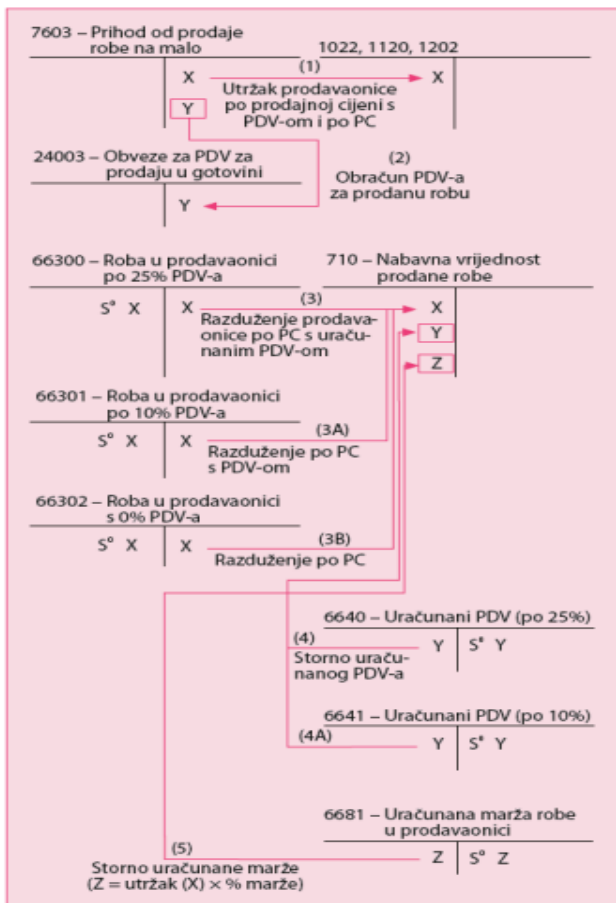 7603 – Prihod od prodaje
robe na malo
1022, 1120, 1202
X
(1)
X
Y
Utržak prodavaonice
po prodajnoj cijeni s
PDV-om i po PC
24003 – Obveze za PDV za
prodaju u gotovini
Y
(2)
Obračun PDV-a
za prodanu robu
66300 – Roba u prodavaonici
po 25% PDV-a
710 – Nabavna vrijednost
prodane robe
S° X
X
(3)
X
Razduženje prodava-
onice po PC s uraču-
nanim PDV-om
Y
Z
66301 – Roba u prodavaonici
po 10% PDV-a
S° X
X
(3A)
Razduženje po PC
s PDV-om
66302 – Roba u prodavaonici
s 0% PDV-a
S° X
X
(3B)
Razduženje po PC
6640 – Uračunani PDV (po 25%)
(4)
Y
S° Y
Storno uraču-
nanog PDV-a
6641 – Uračunani PDV (po 10%)
(4A)
Y
S° Y
6681 – Uračunana marža robe
u prodavaonici
(5)
Z
S° Z
Storno uračunane marže
(Z = utržak (X) × % marže)